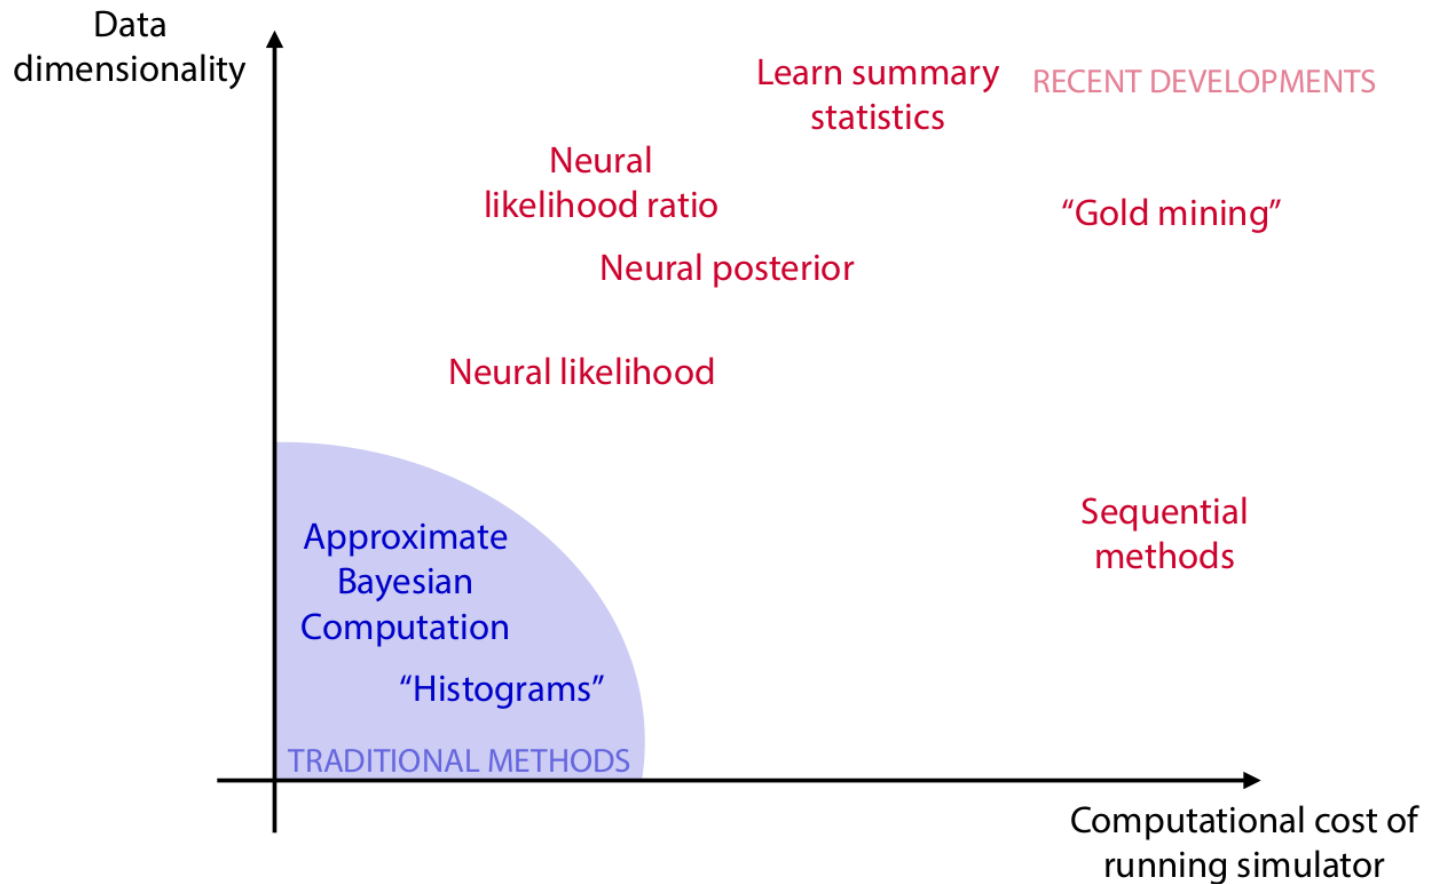 Data
dimensionality
Learn summary
statistics
RECENT DEVELOPMENTS
Neural
likelihood ratio
“Gold mining”
Neural posterior
Neural likelihood
Sequential
methods
Approximate
Bayesian
Computation
“Histograms”
TRADITIONAL METHODS
Computational cost of
running simulator